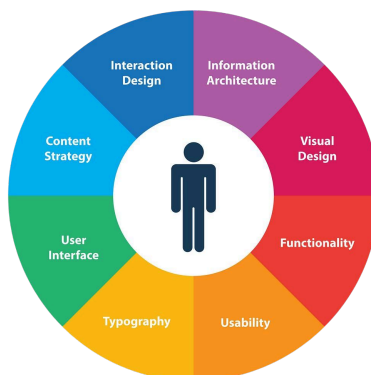 Interaction
Design
Information
Architecture
Visual
Design
Functionality
Usability
Typography
User
Interface
Content
Strategy